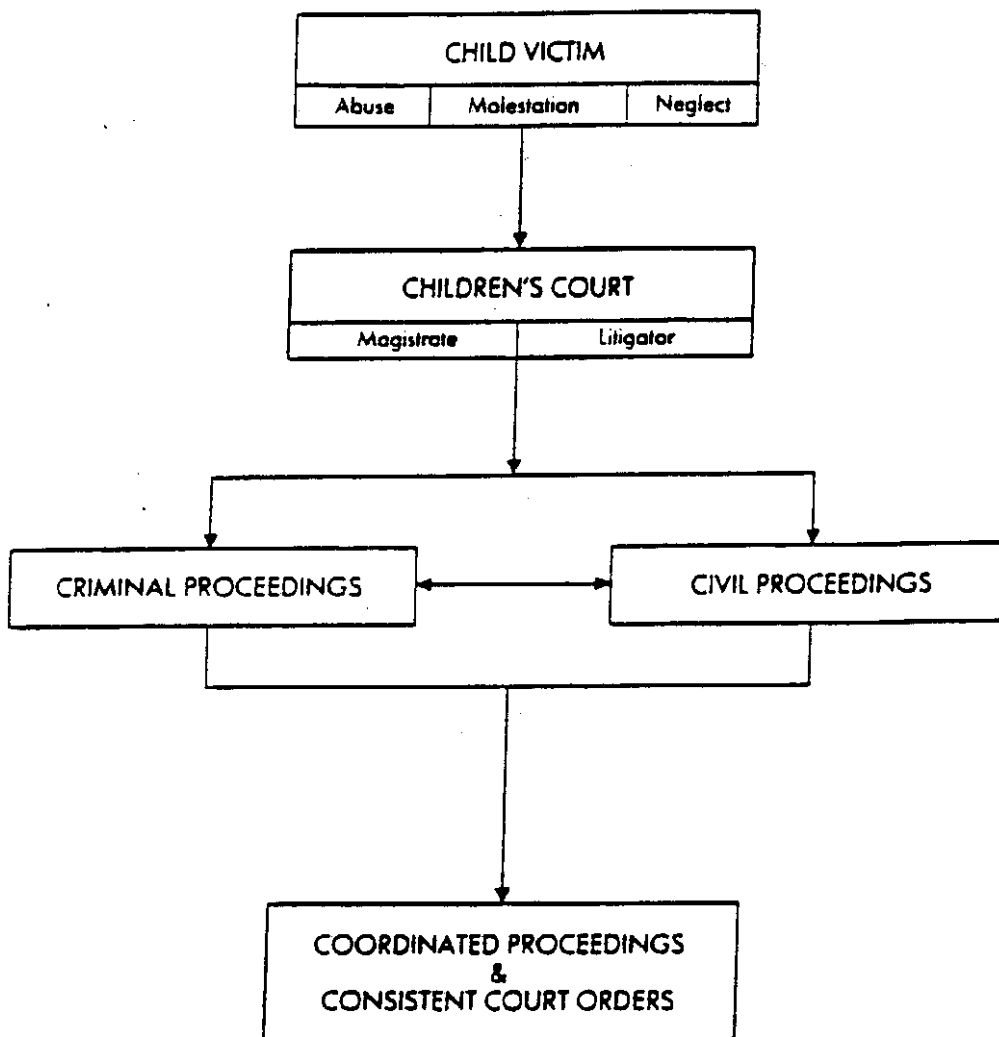 CHILD VICTIM
Abuse Molestation Neglect
CHILDREN'S COURT
Magistrate Litigator
CRIMINAL PROCEEDINGS CIVIL PROCEEDINGS
COORDINATED PROCEEDINGS
&
CONSISTENT COURT ORDERS